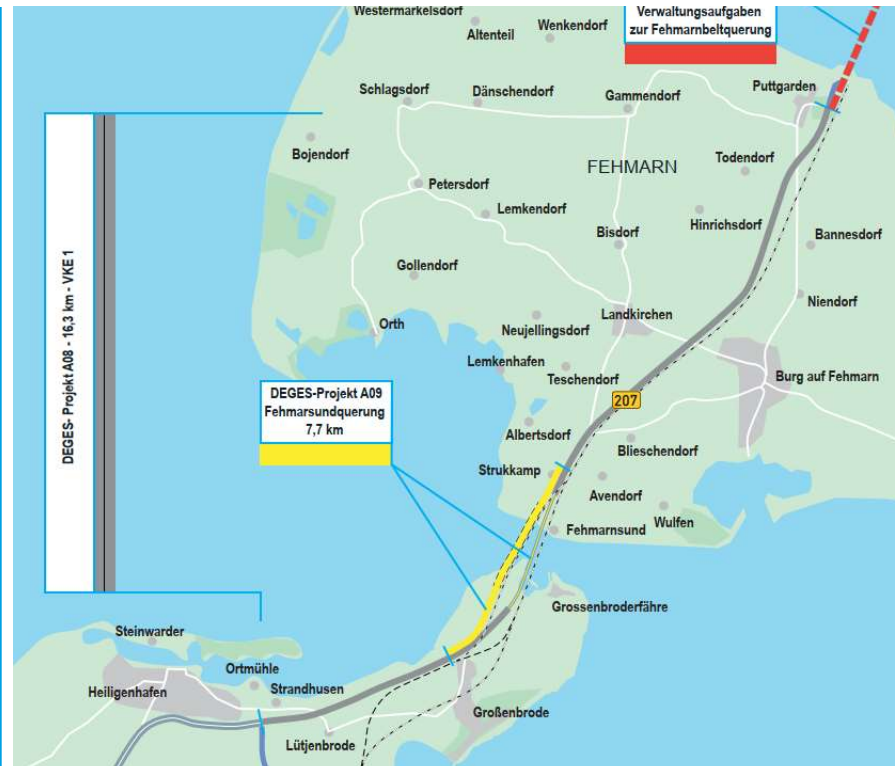 Westermarkelsdorf
Altenteil
Wenkendorf
Verwaltungsaufgaben
zur Fehmarnbeltquerung
Puttgarden
Schlagsdorf
Dänschendorf
Gammendorf
Bojendorf
FEHMARN
Todendorf
Petersdorf
Lemkendorf
Hinrichsdorf
Bisdorf
Bannesdorf
Gollendorf
Niendorf
Landkirchen
Orth
Neujellingsdorf
Lemkenhafen
Teschendorf
Burg auf Fehmarn
DEGES- Projekt A08 - 16,3 km - VKE 1
DEGES-Projekt A09
Fehmarsundquerung
7,7 km
207
Albertsdorf
Blieschendorf
Strukkamp
Avendorf
Wulfen
Fehmarnsund
Grossenbroderfähre
Steinwarder
Ortmühle
Heiligenhafen
Strandhusen
Großenbrode
Lütjenbrode